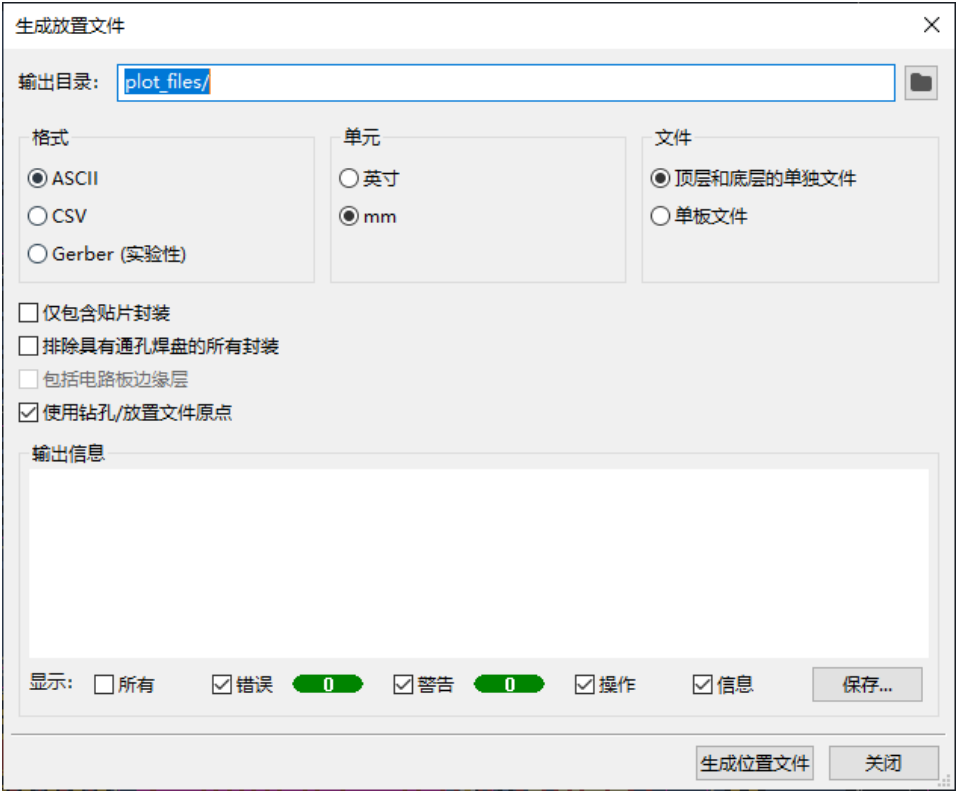 生成放置文件
输出目录: plot_files/
格式 单元 文件
ASCII 英寸 顶层和底层的单独文件
CSV mm 单板文件
Gerber (实验性)
仅包含贴片封装
排除具有通孔焊盘的所有封装
包括电路板边缘层
使用钻孔/放置文件原点
输出信息
显示: 所有 错误 0 警告 0 操作 信息 保存...
生成位置文件 关闭